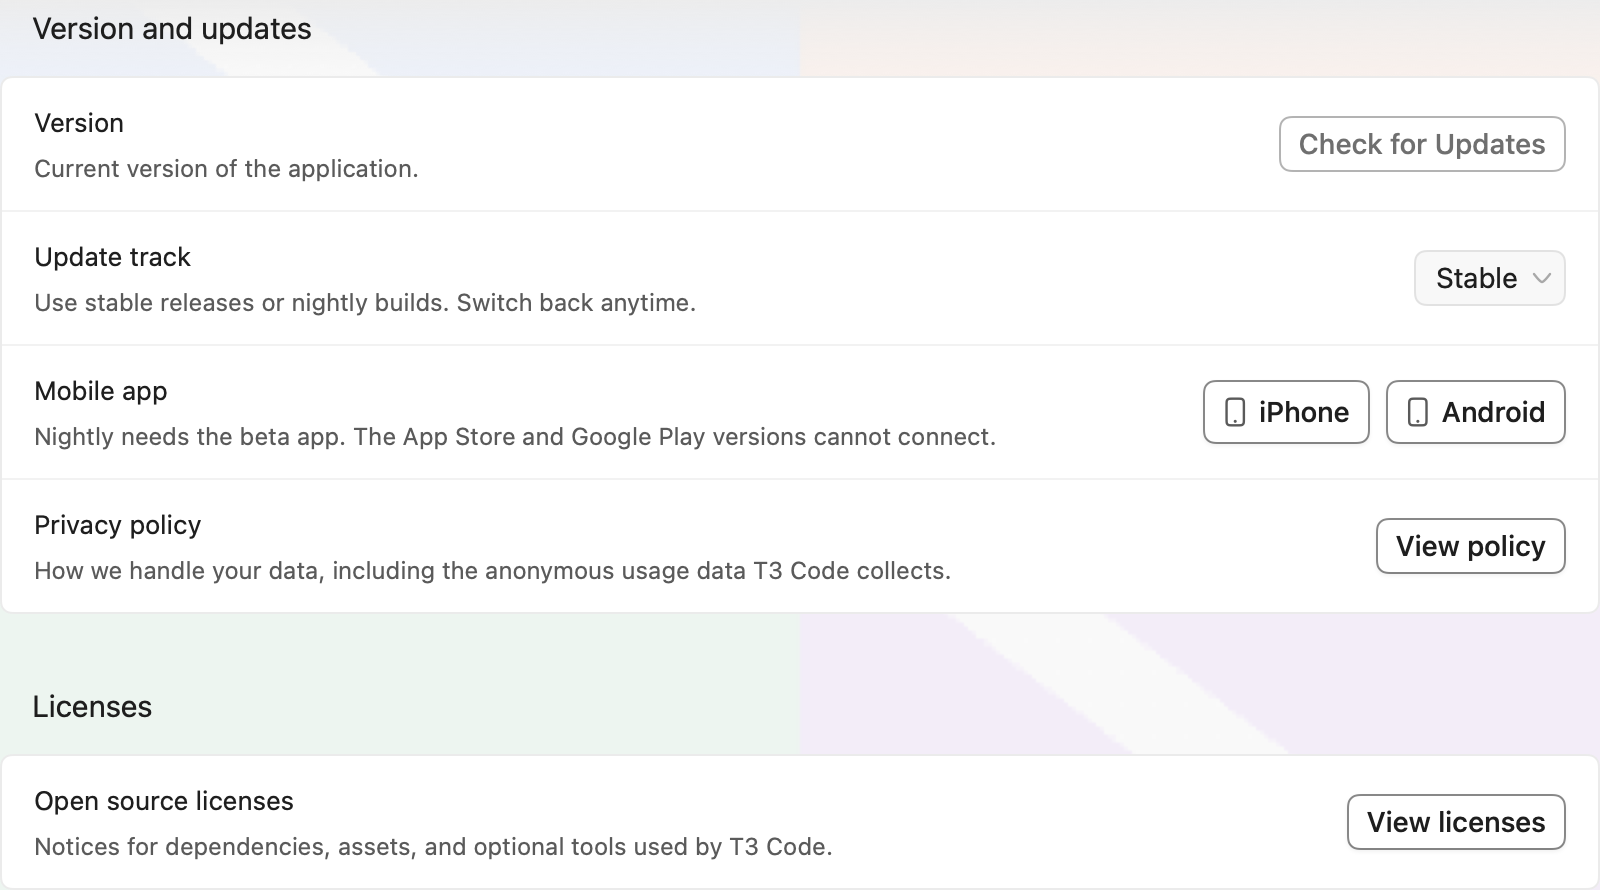 Version and updates
Version
Check for Updates
Current version of the application.
Update track
Stable
Use stable releases or nightly builds. Switch back anytime.
Mobile app
iPhone
Android
Nightly needs the beta app. The App Store and Google Play versions cannot connect.
Privacy policy
View policy
How we handle your data, including the anonymous usage data T3 Code collects.
Licenses
Open source licenses
View licenses
Notices for dependencies, assets, and optional tools used by T3 Code.